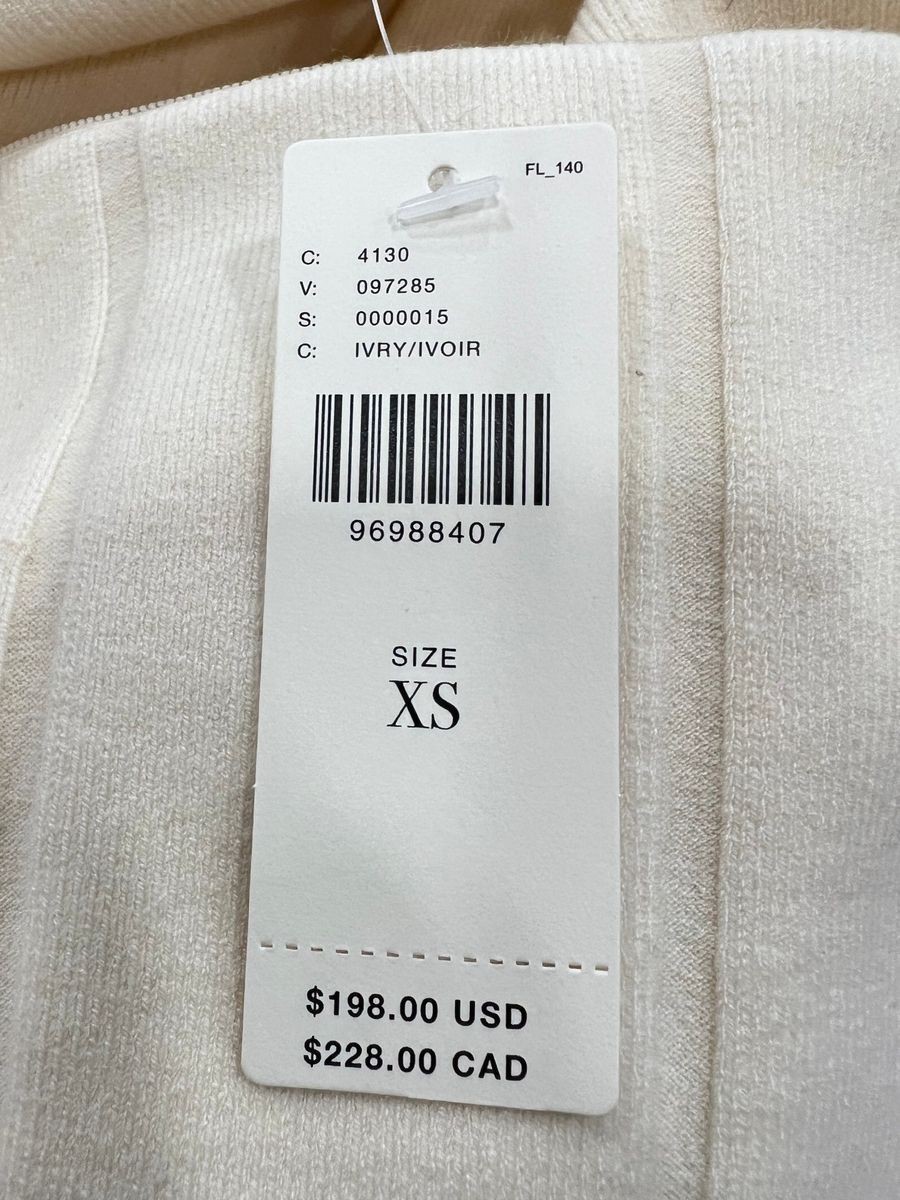 FL_140
C: 4130
V: 097285
S: 0000015
C: IVRY/IVOIR
96988407
SIZE
XS
$198.00 USD
$228.00 CAD